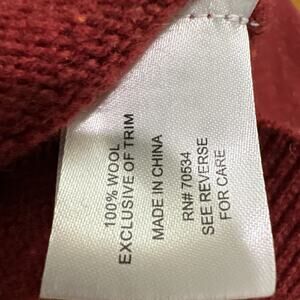 100% WOOL
EXCLUSIVE OF TRIM
MADE IN CHINA
RN# 70534
SEE REVERSE
FOR CARE